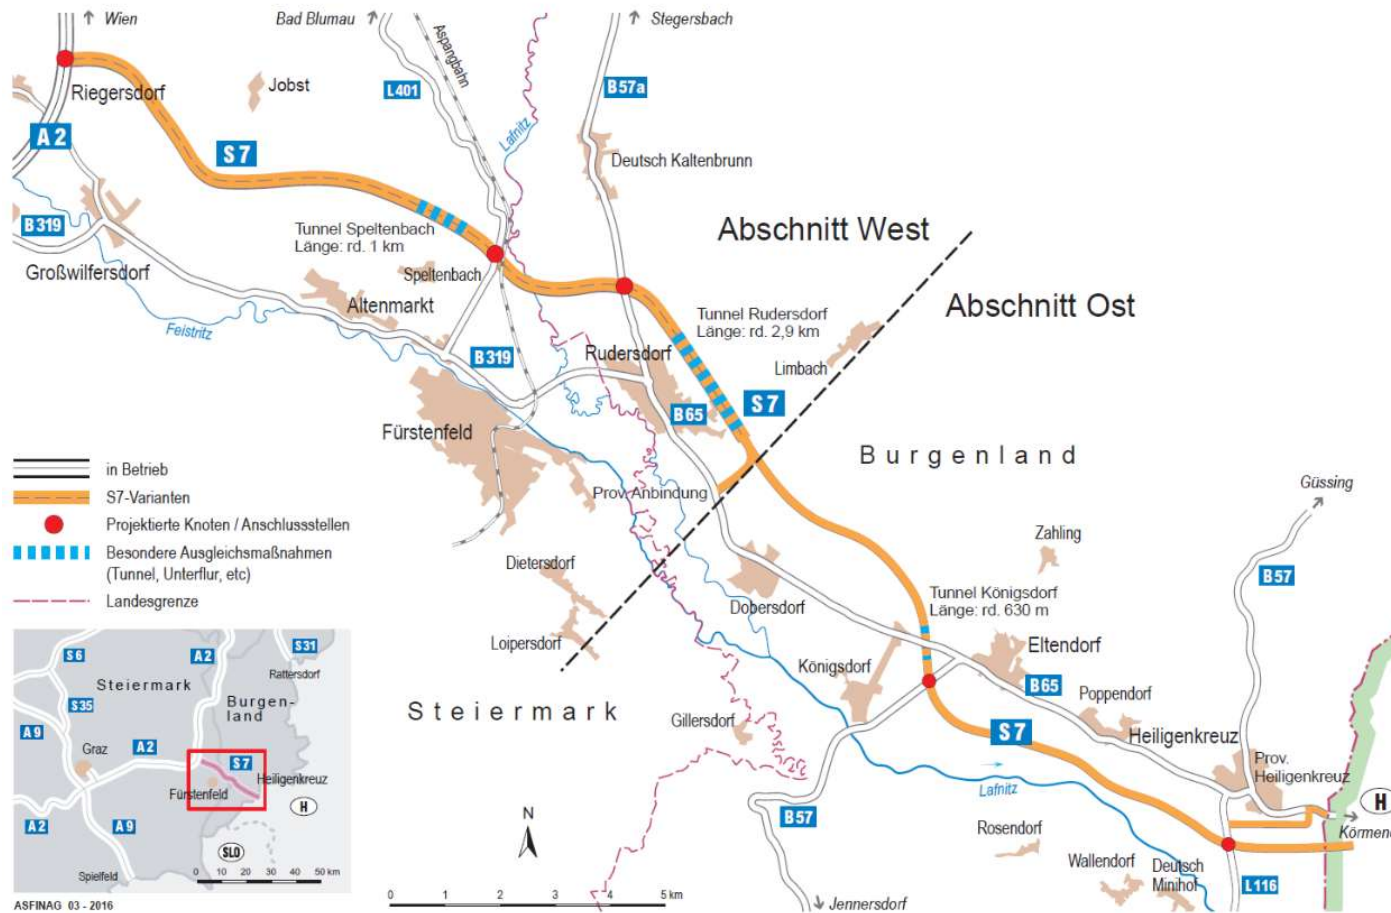 Wien
Bad Blumau
Stegersbach
Aspangbahn
Riegersdorf
Jobst
L401
B57a
A 2
S 7
Lafnitz
Deutsch Kaltenbrunn
B319
Tunnel Speltenbach
Länge: rd. 1 km
Abschnitt West
Großwilfersdorf
Speltenbach
Altenmarkt
Abschnitt Ost
Feistritz
Tunnel Rudersdorf
Länge: rd. 2,9 km
B319
Rudersdorf
Limbach
B65
S 7
Fürstenfeld
Burgenland
in Betrieb
S7-Varianten
Projektierte Knoten / Anschlussstellen
Besondere Ausgleichsmaßnahmen
(Tunnel, Unterflur, etc)
Landesgrenze
Prov. Anbindung
Güssing
Zahling
Dietersdorf
B57
Dobersdorf
Tunnel Königsdorf
Länge: rd. 630 m
Loipersdorf
Eltendorf
Königsdorf
B65
Poppendorf
Steiermark
Gillersdorf
S 7
Heiligenkreuz
Prov.
Heiligenkreuz
H
Körmend
Lafnitz
B57
Rosendorf
Wallendorf
Deutsch
Minihof
L116
Jennersdorf
N
0 1 2 3 4 5 km
S6
A2
S31
Rattersdorf
Steiermark
Burgen-
land
S35
A9
Graz
A2
S7
Heiligenkreuz
Fürstenfeld
H
A2
A9
SLO
Spielfeld
0 10 20 30 40 50 km
ASFINAG 03 - 2016